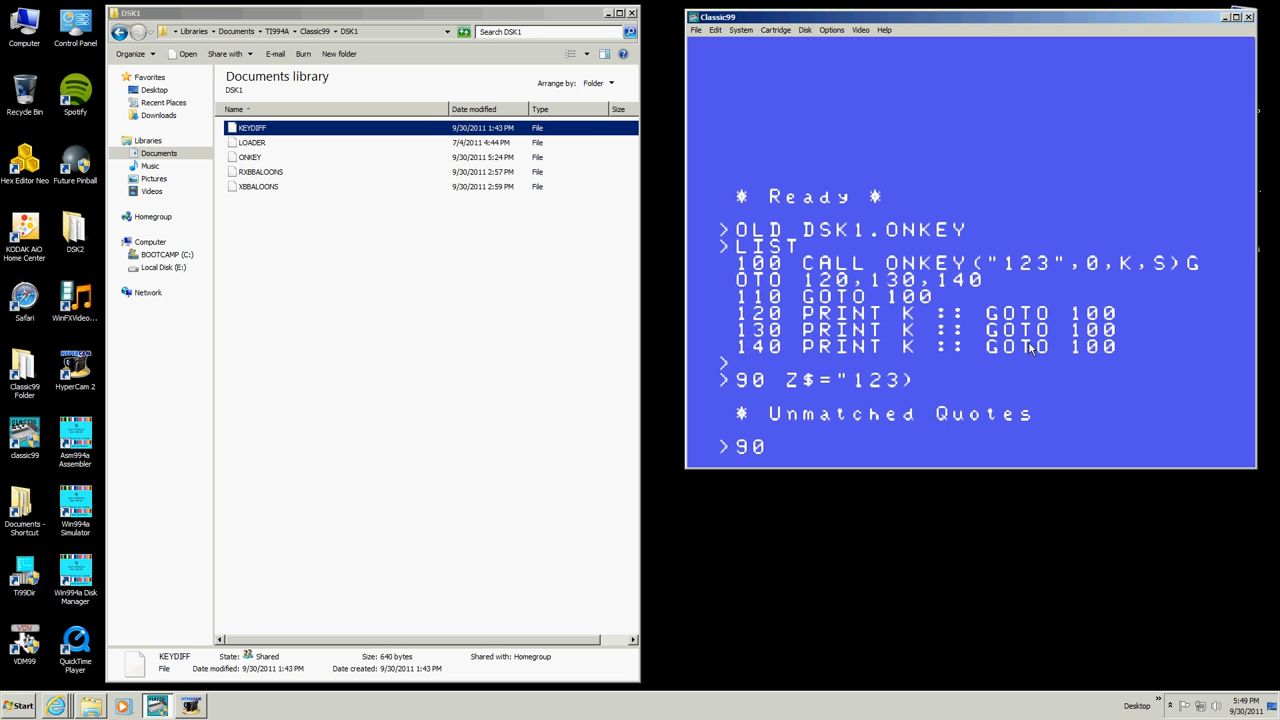 Computer
Control Panel
Recycle Bin
Spotify
Hex Editor Neo
Future Pinball
KODAK AiO Home Center
DSK2
Safari
WinFXVideo...
Classic99 Folder
HyperCam 2
classic99
Asm994a Assembler
Documents - Shortcut
Win994a Simulator
Ti99Dir
Win994a Disk Manager
VDM99
QuickTime Player
DSK1
Libraries Documents TI994A Classic99 DSK1
Search DSK1
Organize Open Share with E-mail Burn New folder
Favorites
Desktop
Recent Places
Downloads
Libraries
Documents
Music
Pictures
Videos
Homegroup
Computer
BOOTCAMP (C:)
Local Disk (E:)
Network
Documents library
DSK1
Arrange by: Folder
Name Date modified Type Size
KEYDIFF 9/30/2011 1:43 PM File
LOADER 7/4/2011 4:44 PM File
ONKEY 9/30/2011 5:24 PM File
RXBBALOONS 9/30/2011 2:57 PM File
XBBALOONS 9/30/2011 2:59 PM File
KEYDIFF State: Shared Size: 640 bytes Shared with: Homegroup
File Date modified: 9/30/2011 1:43 PM Date created: 9/30/2011 1:43 PM
Classic99
File Edit System Cartridge Disk Options Video Help
* Ready *
>OLD DSK1.ONKEY
>LIST
100 CALL ONKEY("123",0,K,S)G
OTO 120,130,140
110 GOTO 100
120 PRINT K :: GOTO 100
130 PRINT K :: GOTO 100
140 PRINT K :: GOTO 100
>
>90 Z$="123)
* Unmatched Quotes
>90
Start
Desktop
5:49 PM
9/30/2011